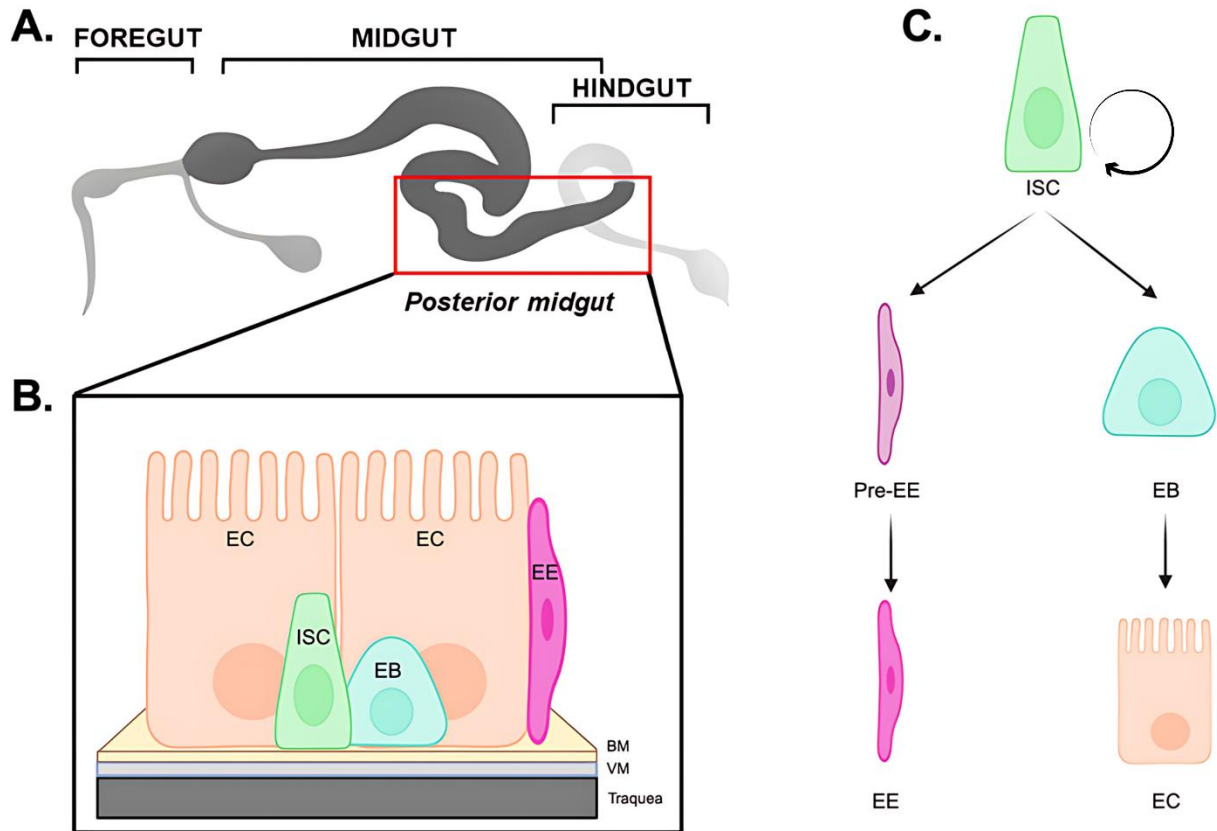 A.
FOREGUT
MIDGUT
HINDGUT
Posterior midgut
B.
EC
EC
EE
ISC
EB
BM
VM
Traquea
C.
ISC
Pre-EE
EB
EE
EC